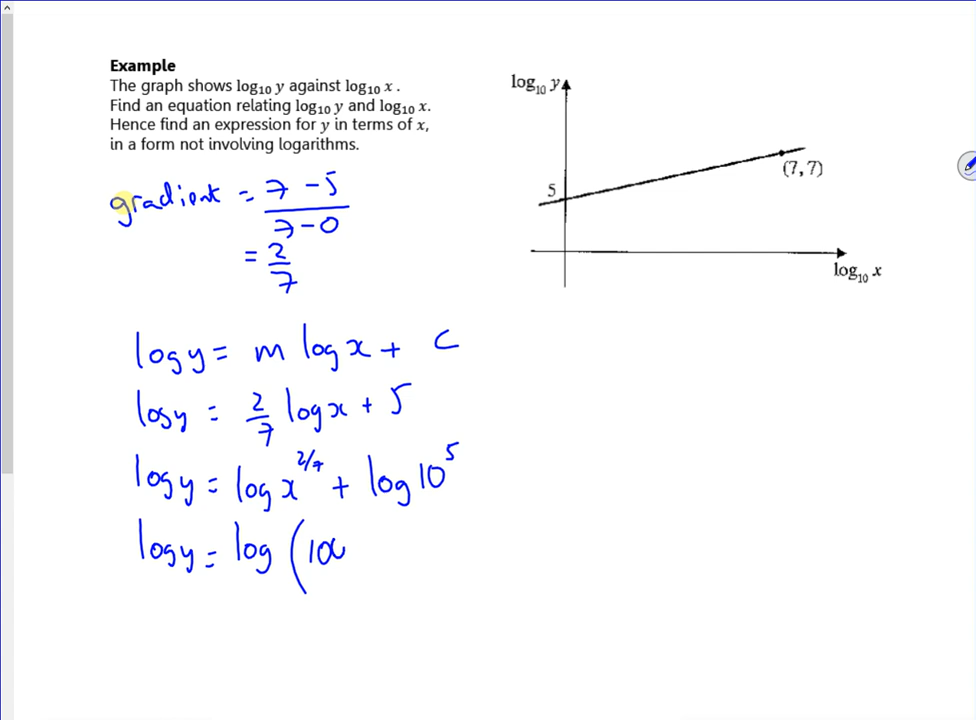 Example
The graph shows log₁₀ y against log₁₀ x .
Find an equation relating log₁₀ y and log₁₀ x.
Hence find an expression for y in terms of x,
in a form not involving logarithms.
log₁₀ y
5
(7, 7)
log₁₀ x
gradient = 7 - 5 / 7 - 0
= 2/7
log y = m log x + c
log y = 2/7 log x + 5
log y = log x^2/7 + log 10^5
log y = log (100